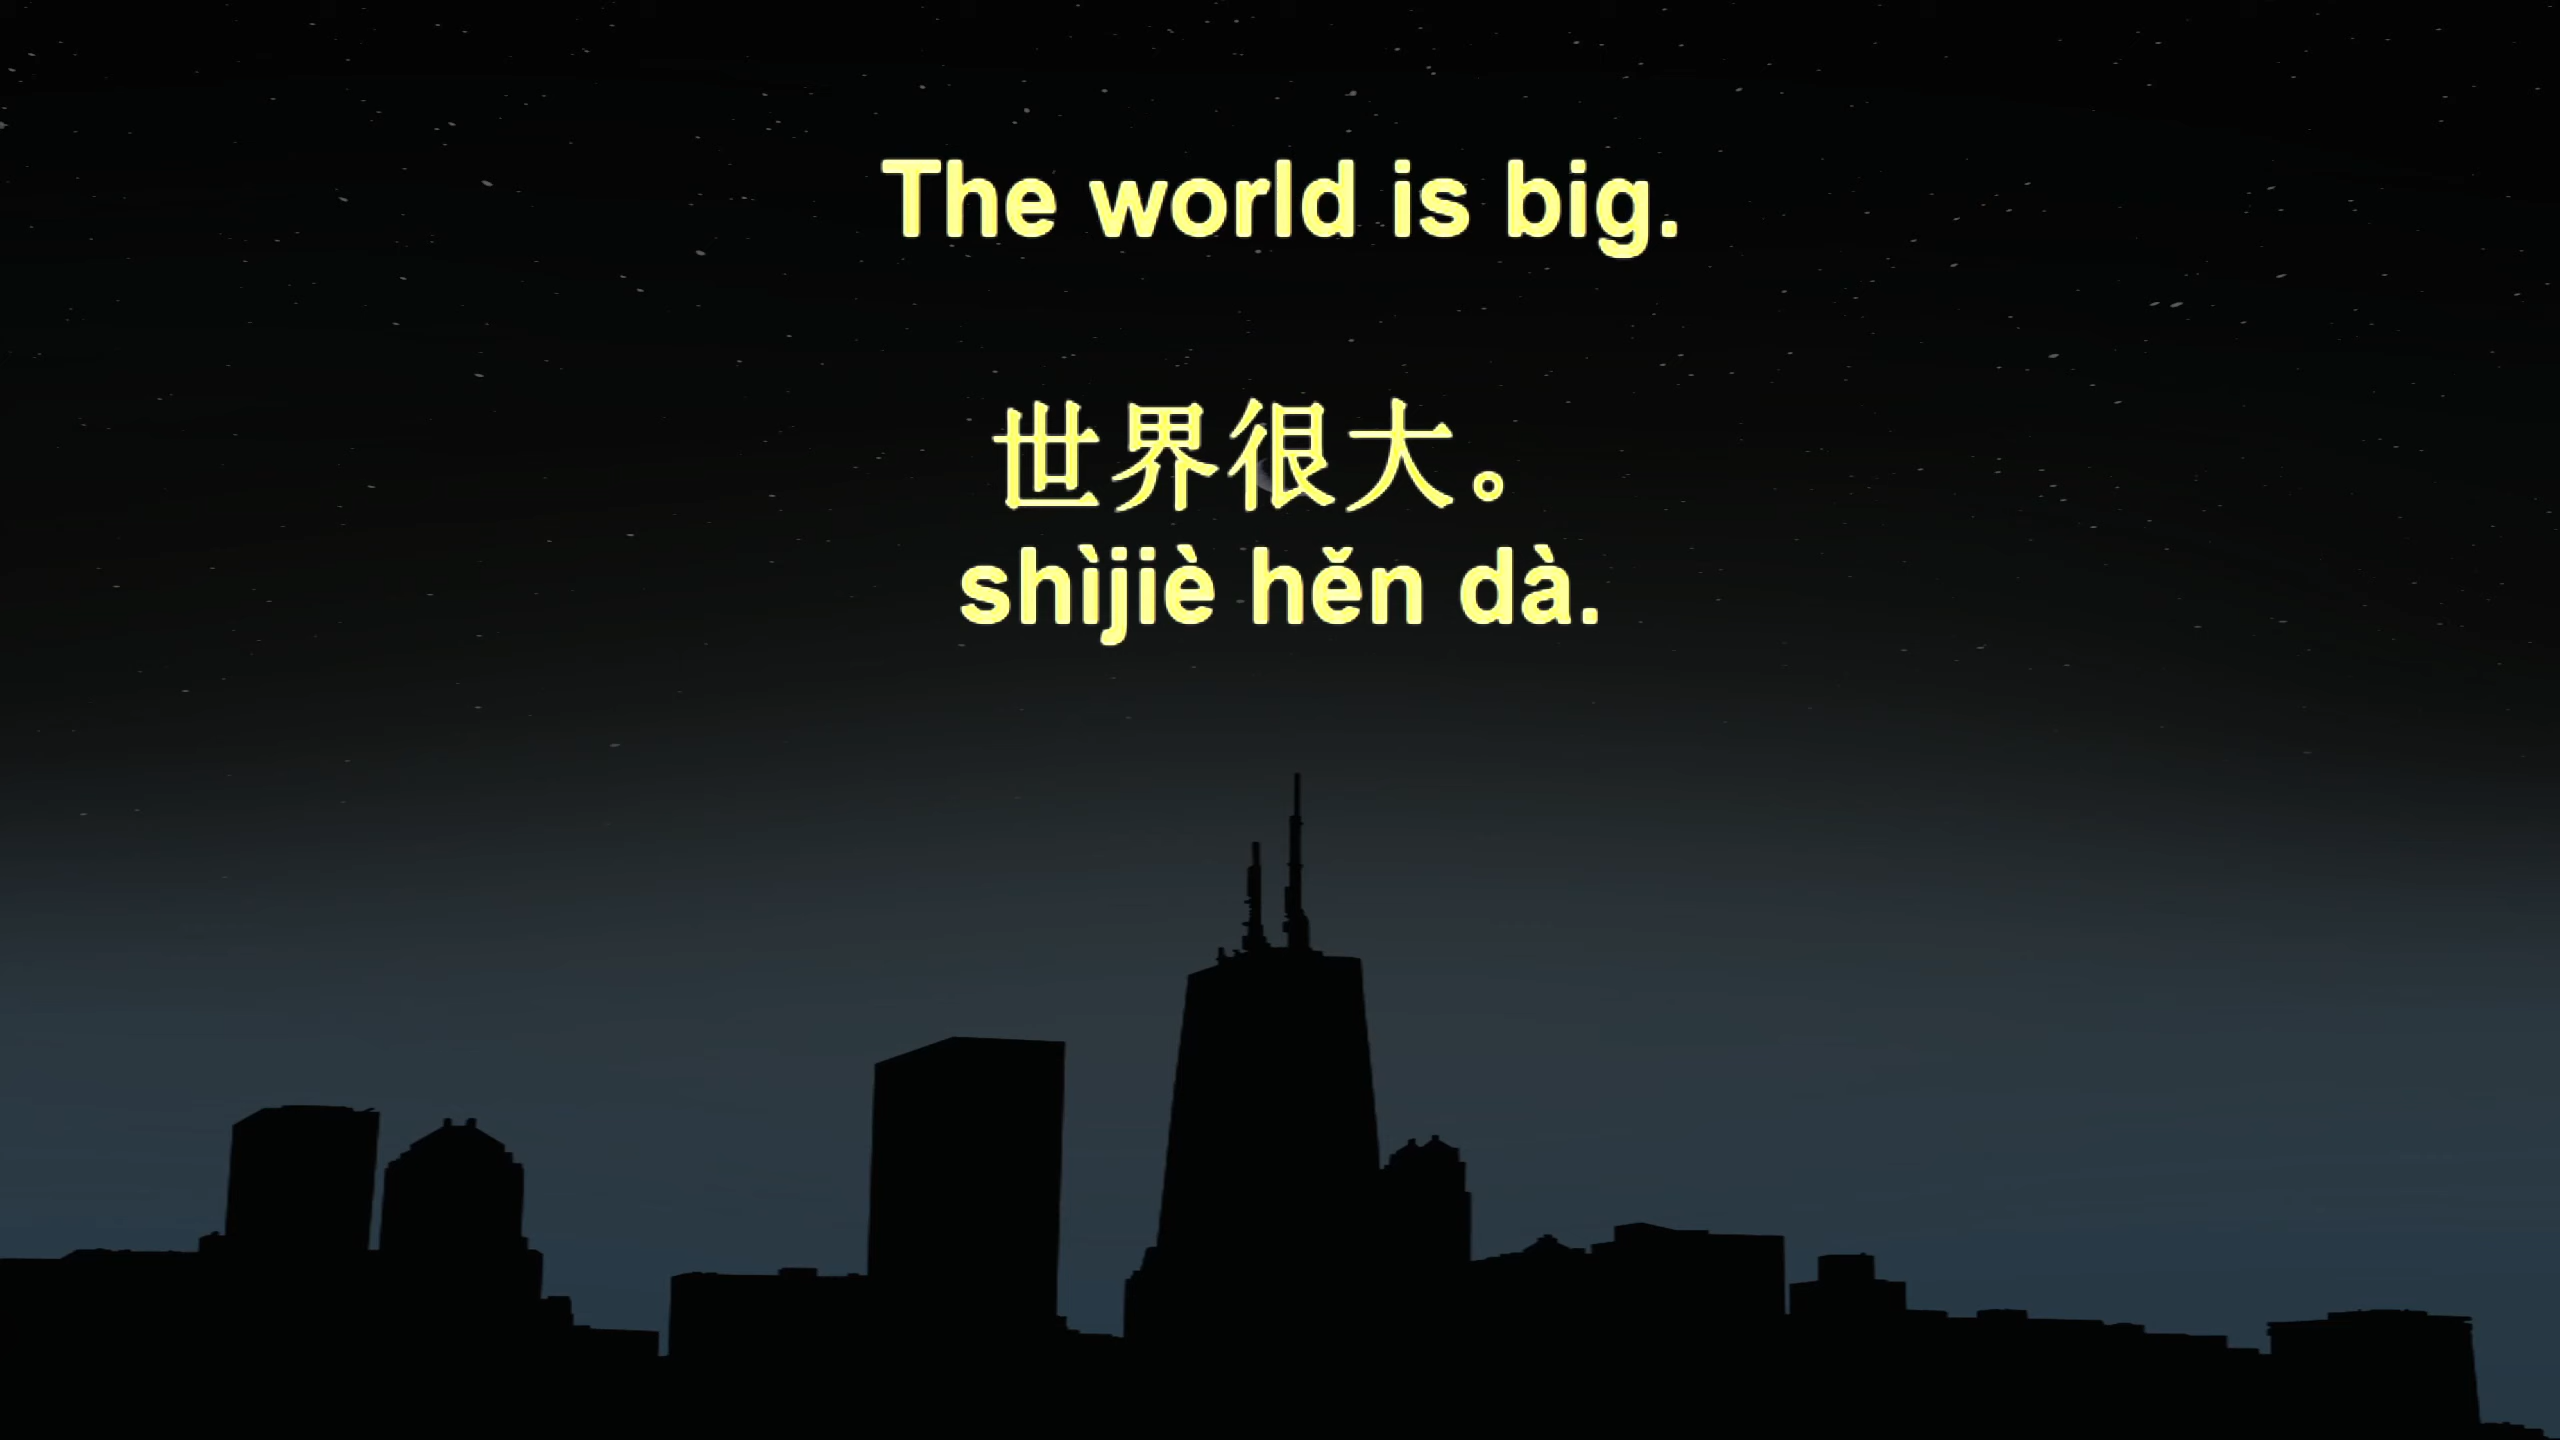 The world is big.
世界很大。
shìjiè hěn dà.